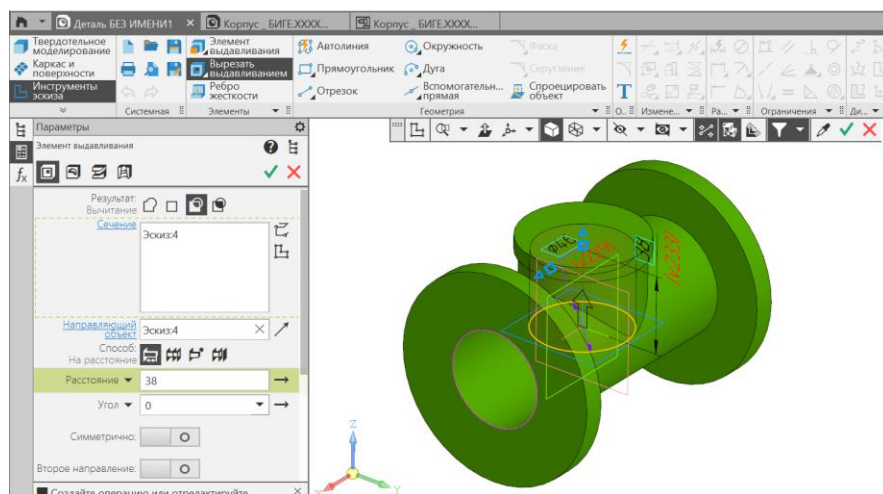 Деталь БЕЗ ИМЕНИ1
Корпус _ БИГЕ.XXXX...
Корпус _ БИГЕ.XXXX...
Твердотельное моделирование
Каркас и поверхности
Инструменты эскиза
Системная
Элемент выдавливания
Вырезать выдавливанием
Ребро жесткости
Элементы
Автолиния
Прямоугольник
Отрезок
Окружность
Дуга
Вспомогательн... прямая
Фаска
Скругление
Спроецировать объект
Геометрия
О...
Измене...
Ра...
Ограничения
Ди...
Параметры
Элемент выдавливания
Результат:
Вычитание
Сечение
Эскиз:4
Направляющий объект
Эскиз:4
Способ:
На расстояние
Расстояние
38
Угол
0
Симметрично:
Второе направление:
Создайте операцию или отредактируйте
Z
X
Y